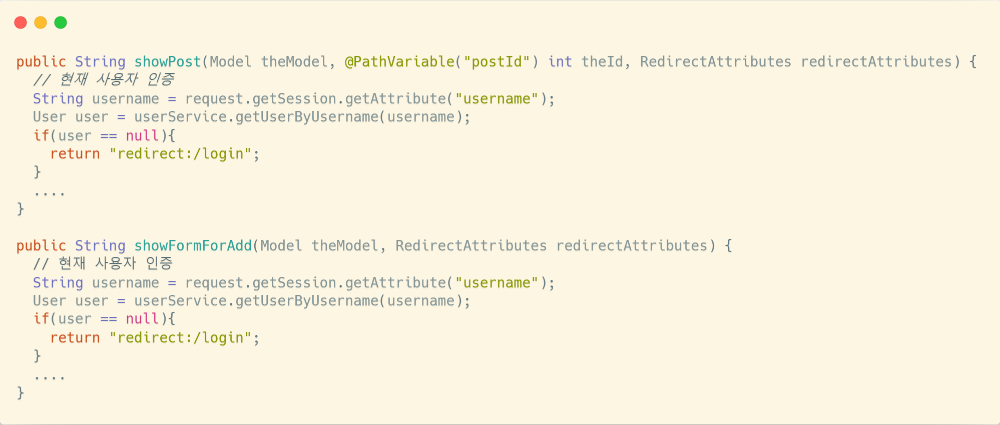 public String showPost(Model theModel, @PathVariable("postId") int theId, RedirectAttributes redirectAttributes) {
  // 현재 사용자 인증
  String username = request.getSession.getAttribute("username");
  User user = userService.getUserByUsername(username);
  if(user == null){
    return "redirect:/login";
  }
  ....
}

public String showFormForAdd(Model theModel, RedirectAttributes redirectAttributes) {
  // 현재 사용자 인증
  String username = request.getSession.getAttribute("username");
  User user = userService.getUserByUsername(username);
  if(user == null){
    return "redirect:/login";
  }
  ....
}